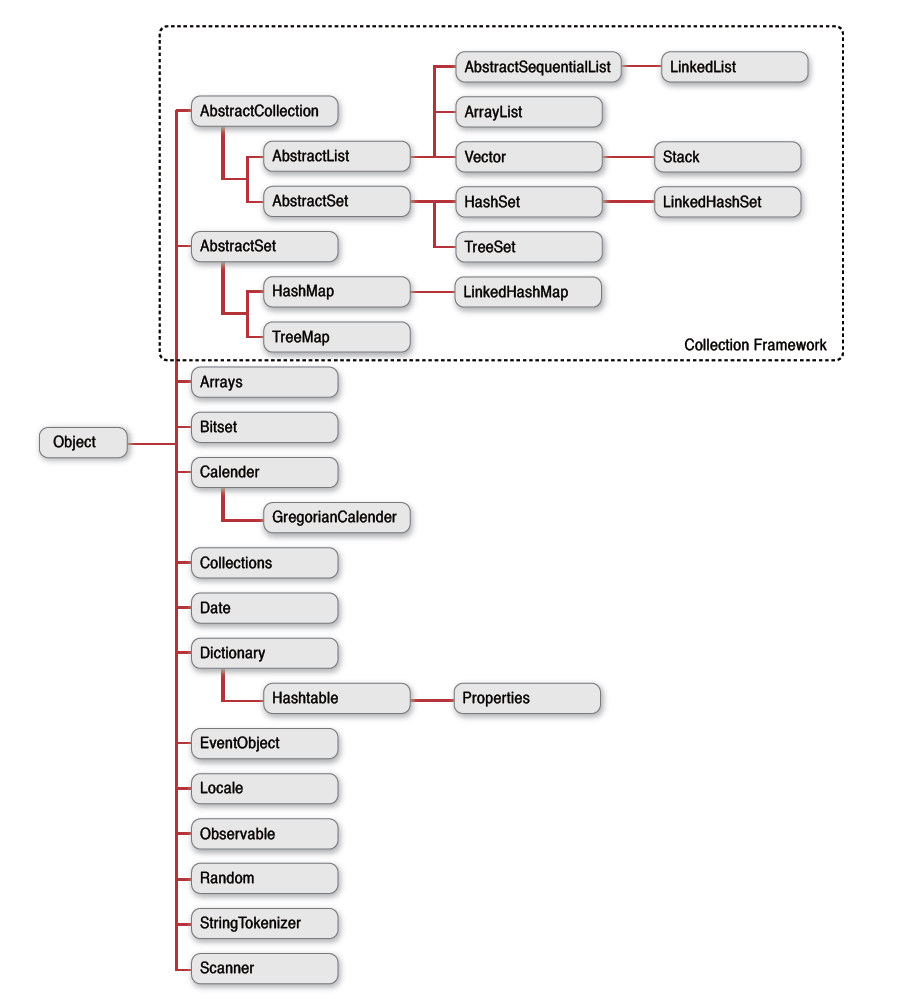 AbstractSequentialList
LinkedList
AbstractCollection
ArrayList
AbstractList
Vector
Stack
AbstractSet
HashSet
LinkedHashSet
AbstractSet
TreeSet
HashMap
LinkedHashMap
TreeMap
Collection Framework
Arrays
Bitset
Object
Calender
GregorianCalender
Collections
Date
Dictionary
Hashtable
Properties
EventObject
Locale
Observable
Random
StringTokenizer
Scanner